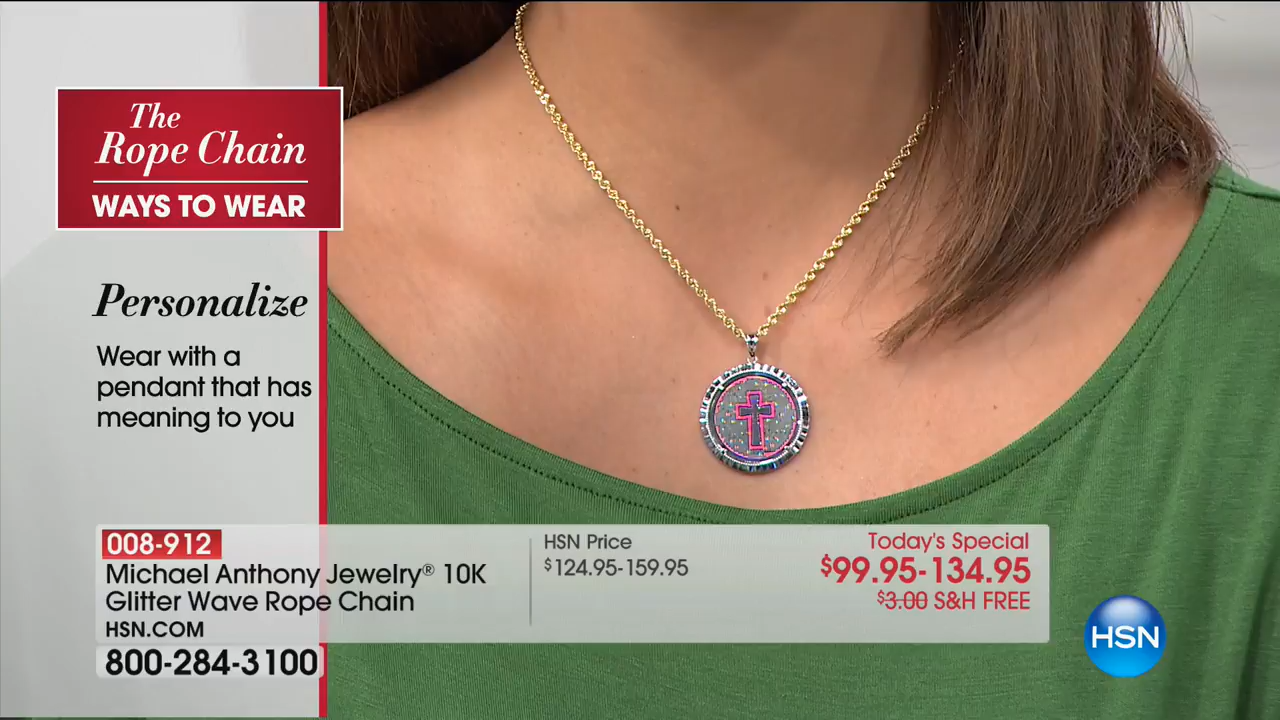 The
Rope Chain
WAYS TO WEAR
Personalize
Wear with a
pendant that has
meaning to you
008-912
Michael Anthony Jewelry® 10K
Glitter Wave Rope Chain
HSN.COM
800-284-3100
HSN Price
$124.95-159.95
Today's Special
$99.95-134.95
$3.00 S&H FREE
HSN